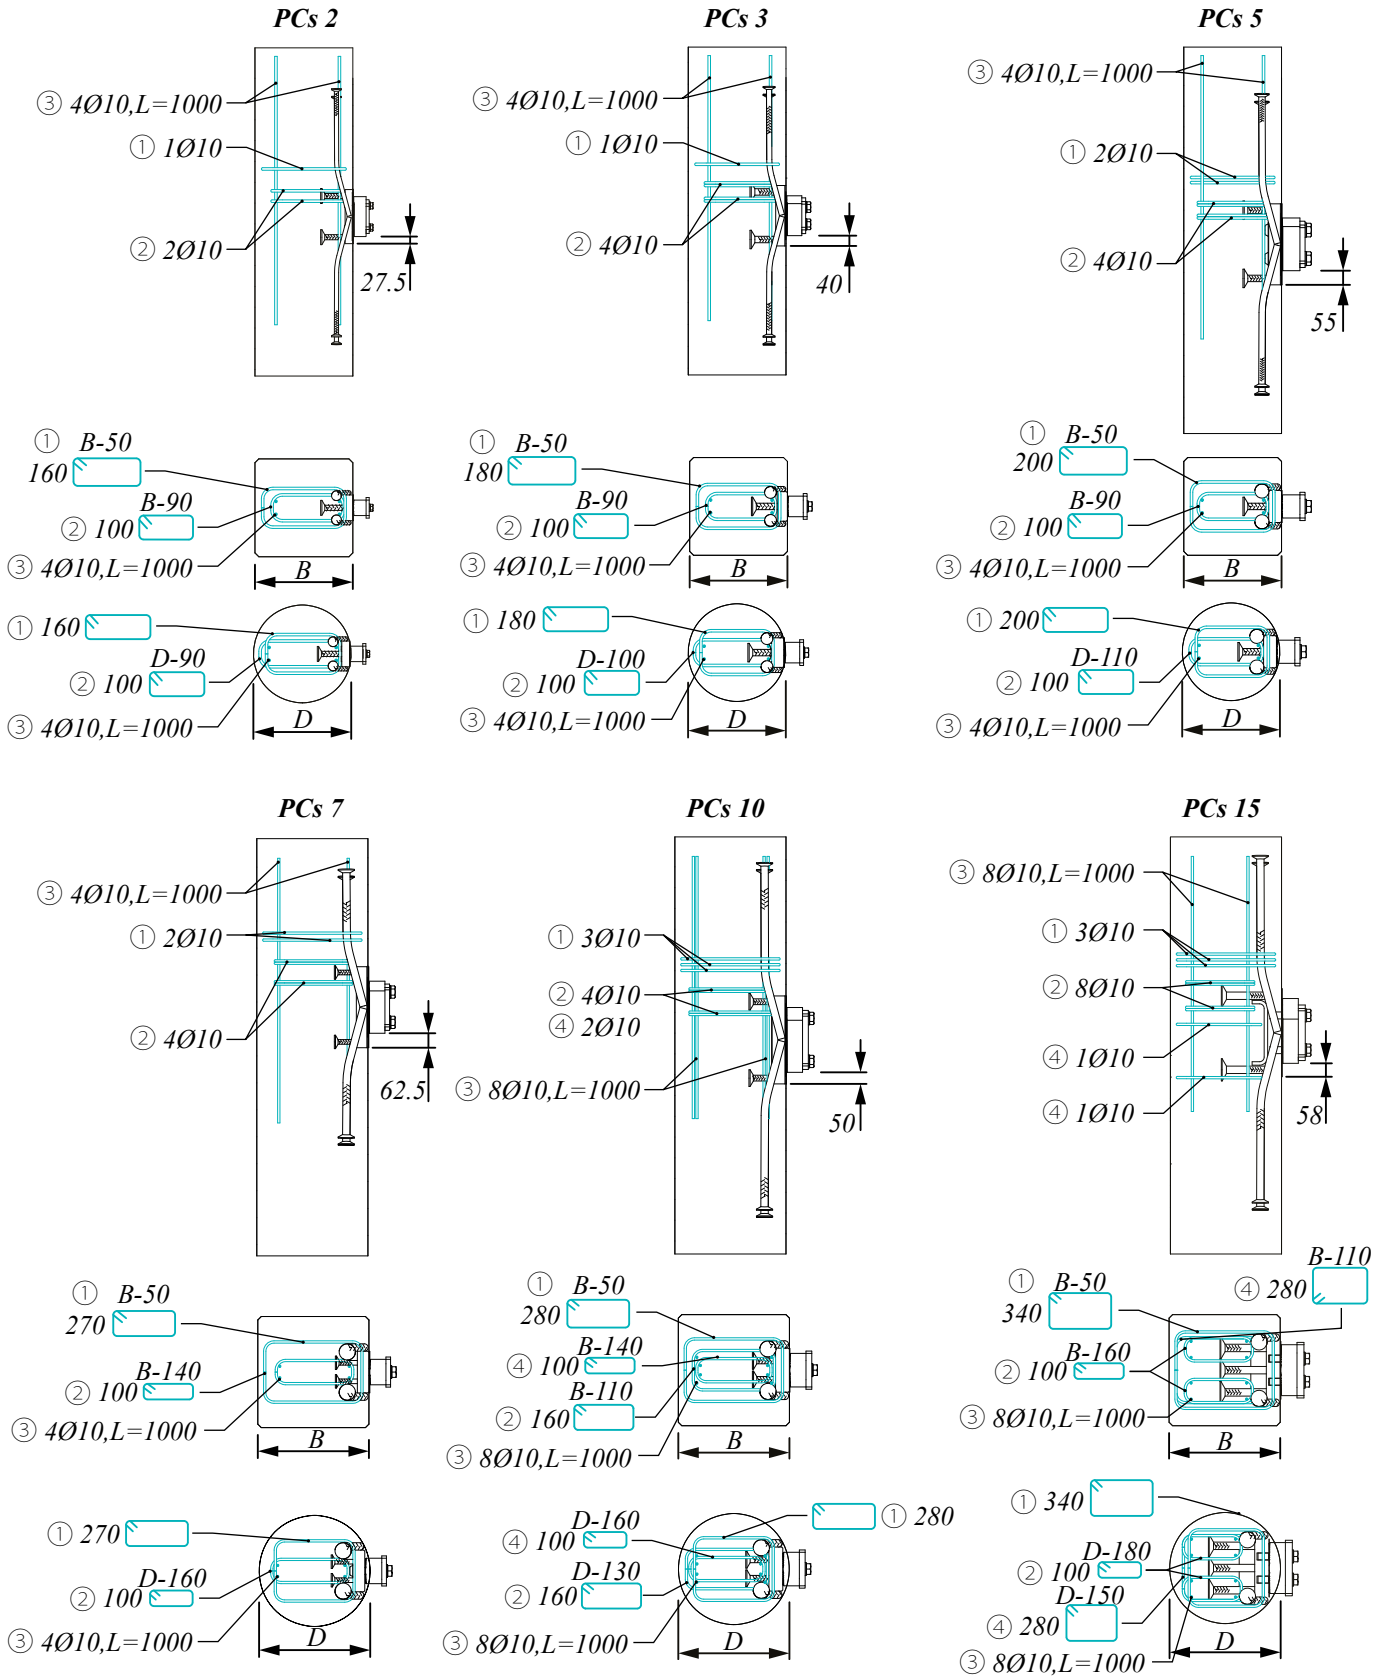 PCs 2
③ 4Ø10,L=1000
① 1Ø10
② 2Ø10
27.5
① B-50
160
B-90
② 100
③ 4Ø10,L=1000
B
① 160
D-90
② 100
③ 4Ø10,L=1000
D
PCs 3
③ 4Ø10,L=1000
① 1Ø10
② 4Ø10
40
① B-50
180
B-90
② 100
③ 4Ø10,L=1000
B
① 180
D-100
② 100
③ 4Ø10,L=1000
D
PCs 5
③ 4Ø10,L=1000
① 2Ø10
② 4Ø10
55
① B-50
200
B-90
② 100
③ 4Ø10,L=1000
B
① 200
D-110
② 100
③ 4Ø10,L=1000
D
PCs 7
③ 4Ø10,L=1000
① 2Ø10
② 4Ø10
62.5
① B-50
270
B-140
② 100
③ 4Ø10,L=1000
B
① 270
D-160
② 100
③ 4Ø10,L=1000
D
PCs 10
① 3Ø10
② 4Ø10
④ 2Ø10
③ 8Ø10,L=1000
50
① B-50
280
B-140
④ 100
B-110
② 160
③ 8Ø10,L=1000
B
① 280
D-160
④ 100
D-130
② 160
③ 8Ø10,L=1000
D
PCs 15
③ 8Ø10,L=1000
① 3Ø10
② 8Ø10
④ 1Ø10
④ 1Ø10
58
B-110
④ 280
① B-50
340
B-160
② 100
③ 8Ø10,L=1000
B
① 340
D-180
② 100
D-150
④ 280
③ 8Ø10,L=1000
D